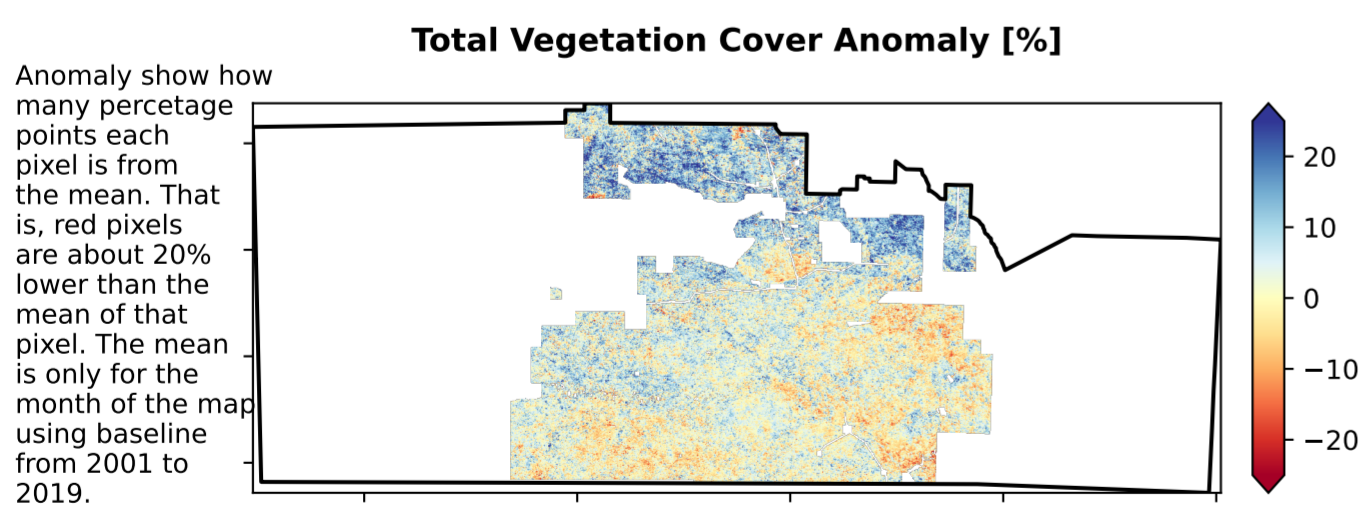 Total Vegetation Cover Anomaly [%]
Anomaly show how
many percetage
points each
pixel is from
the mean. That
is, red pixels
are about 20%
lower than the
mean of that
pixel. The mean
is only for the
month of the map
using baseline
from 2001 to
2019.
20
10
0
−10
−20